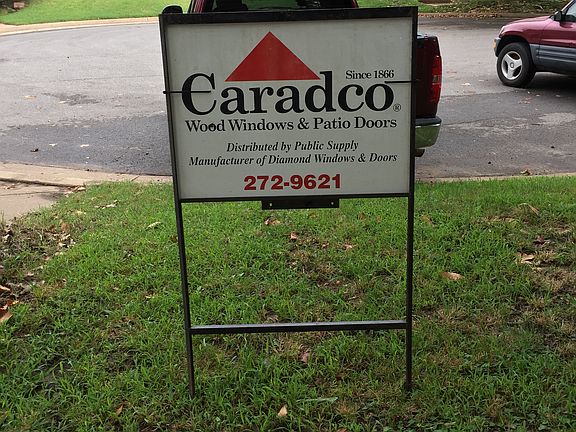 Since 1866
Caradco®
Wood Windows & Patio Doors
Distributed by Public Supply
Manufacturer of Diamond Windows & Doors
272-9621